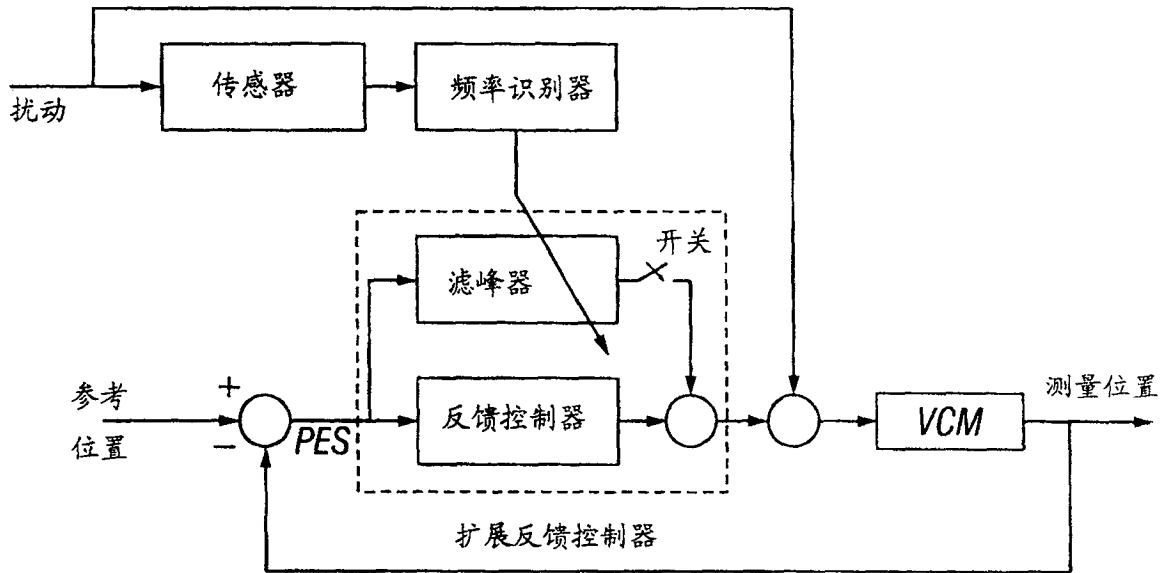 传感器
频率识别器
扰动
开关
滤峰器
参考
位置
+
−
PES
反馈控制器
VCM
测量位置
扩展反馈控制器